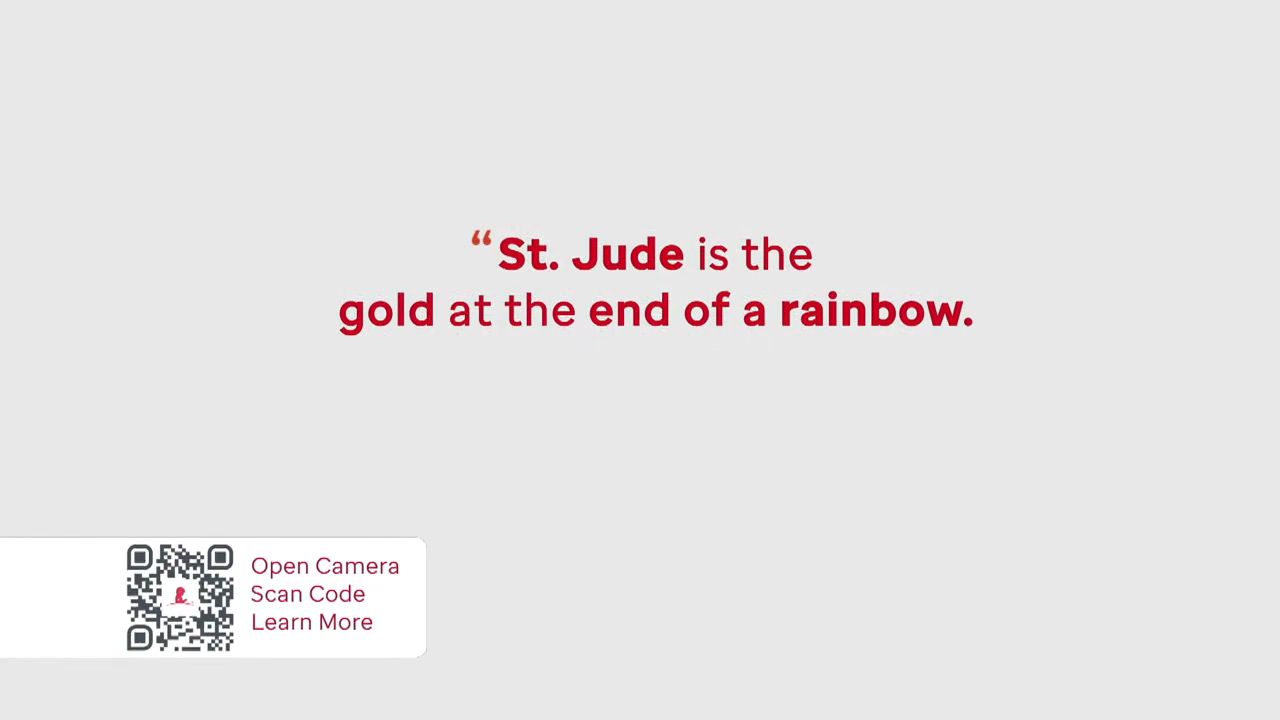 “St. Jude is the
gold at the end of a rainbow.
Open Camera
Scan Code
Learn More